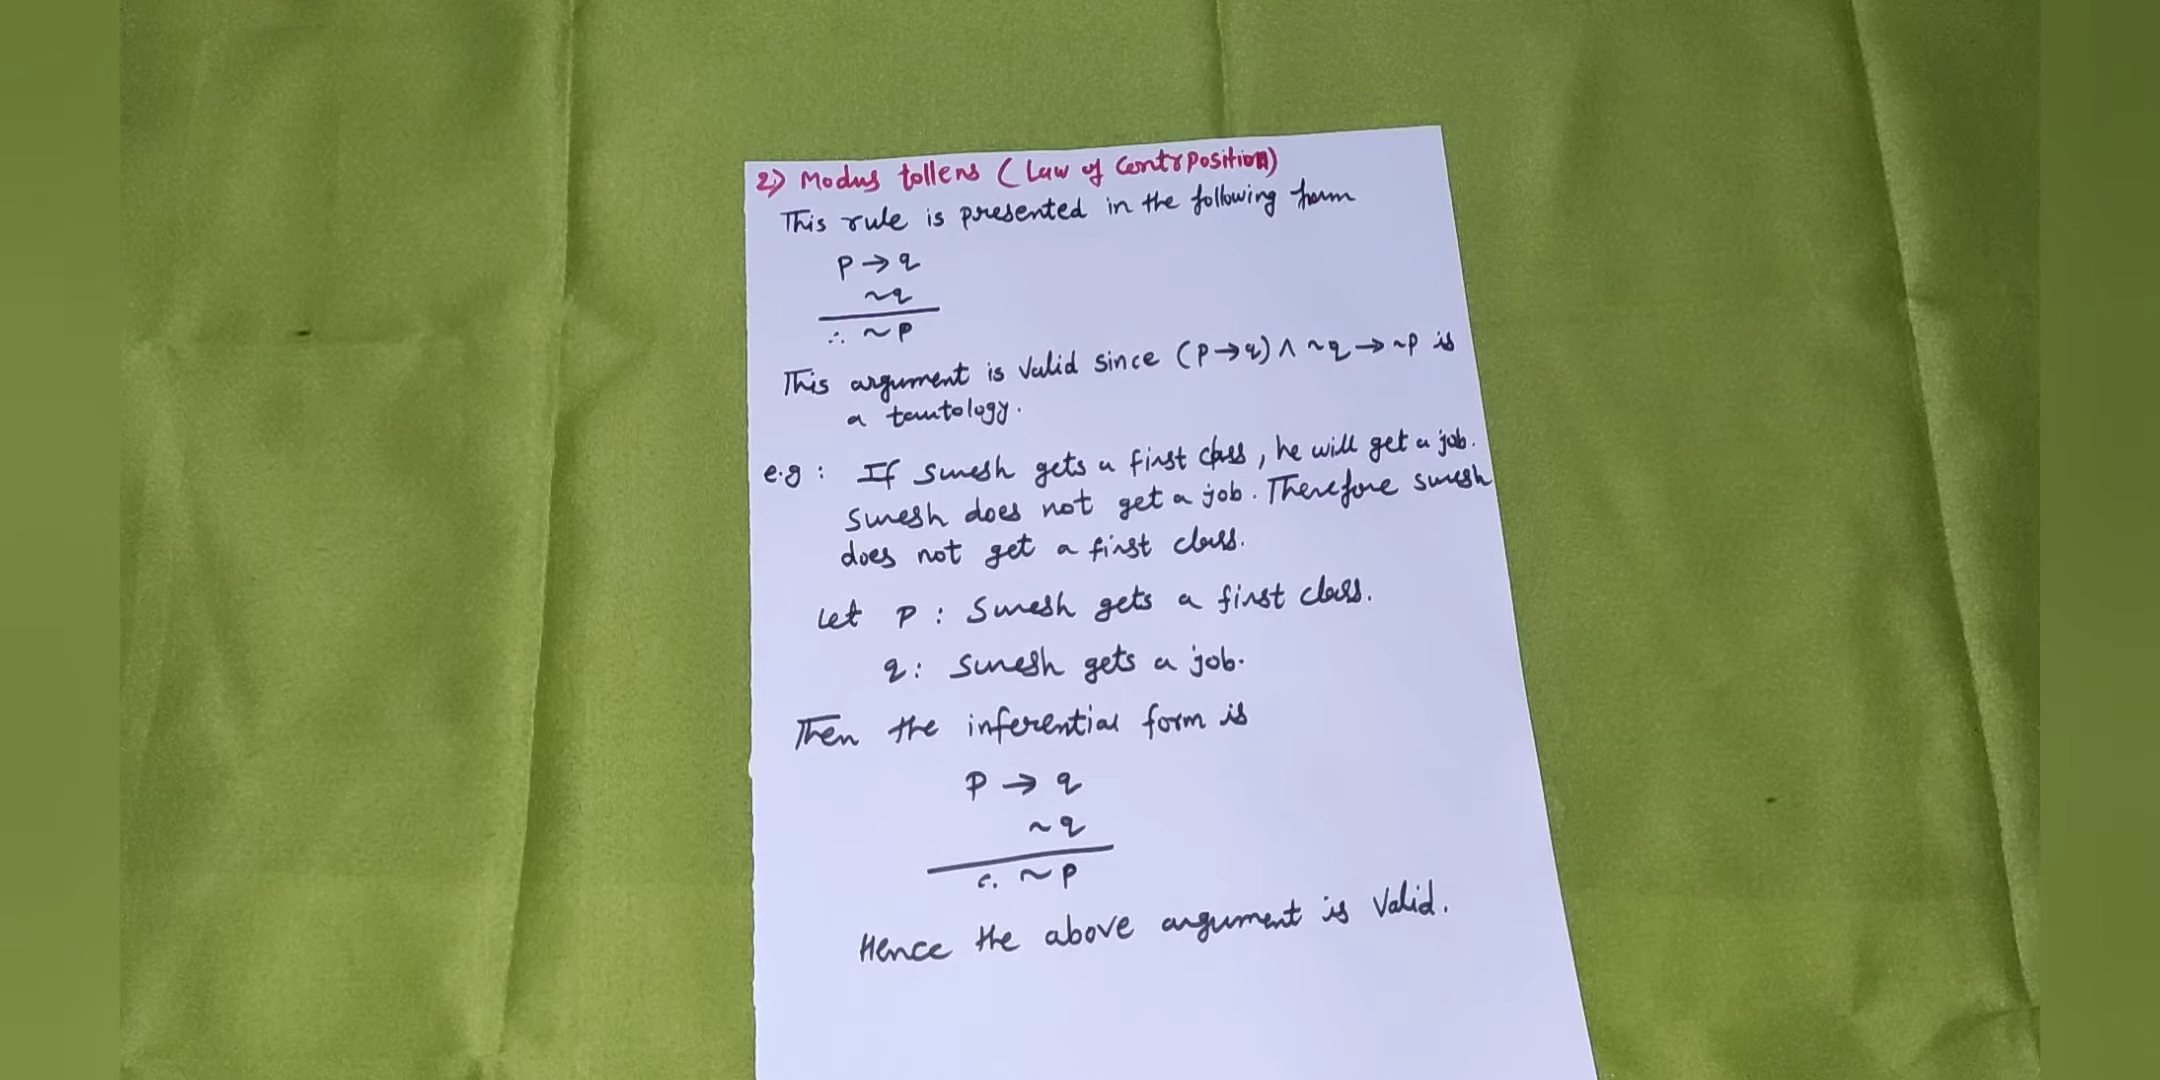 2) Modus tollens (Law of Contrposition)
This rule is presented in the following form
p → q
~q
∴ ~p
This argument is valid since (p→q) ∧ ~q → ~p is
a tautology.
e.g : If Suresh gets a first class, he will get a job.
Suresh does not get a job. Therefore suresh
does not get a first class.
Let p : Suresh gets a first class.
q : Suresh gets a job.
Then the inferential form is
p → q
~q
∴ ~p
Hence the above argument is valid.